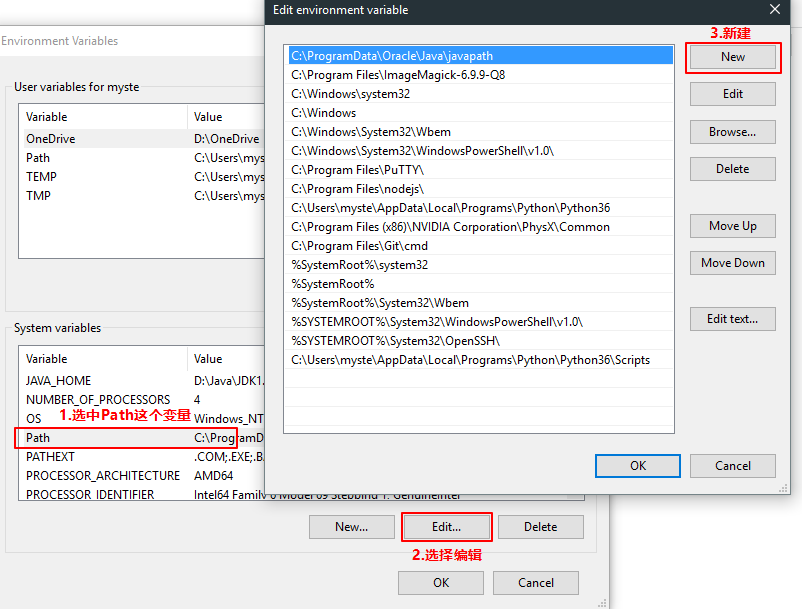 Edit environment variable
3.新建
Environment Variables
User variables for myste
Variable Value
OneDrive D:\OneDrive
Path C:\Users\mys
TEMP C:\Users\mys
TMP C:\Users\mys
System variables
Variable Value
JAVA_HOME D:\Java\JDK1.
NUMBER_OF_PROCESSORS 4
OS Windows_NT
1.选中Path这个变量
Path C:\ProgramD
PATHEXT .COM;.EXE;.B
PROCESSOR_ARCHITECTURE AMD64
PROCESSOR_IDENTIFIER Intel64 Family 6 Model
New... Edit... Delete
2.选择编辑
OK Cancel
C:\ProgramData\Oracle\Java\javapath
C:\Program Files\ImageMagick-6.9.9-Q8
C:\Windows\system32
C:\Windows
C:\Windows\System32\Wbem
C:\Windows\System32\WindowsPowerShell\v1.0\
C:\Program Files\PuTTY\
C:\Program Files\nodejs\
C:\Users\myste\AppData\Local\Programs\Python\Python36
C:\Program Files (x86)\NVIDIA Corporation\PhysX\Common
C:\Program Files\Git\cmd
%SystemRoot%\system32
%SystemRoot%
%SystemRoot%\System32\Wbem
%SYSTEMROOT%\System32\WindowsPowerShell\v1.0\
%SYSTEMROOT%\System32\OpenSSH\
C:\Users\myste\AppData\Local\Programs\Python\Python36\Scripts
New
Edit
Browse...
Delete
Move Up
Move Down
Edit text...
OK Cancel